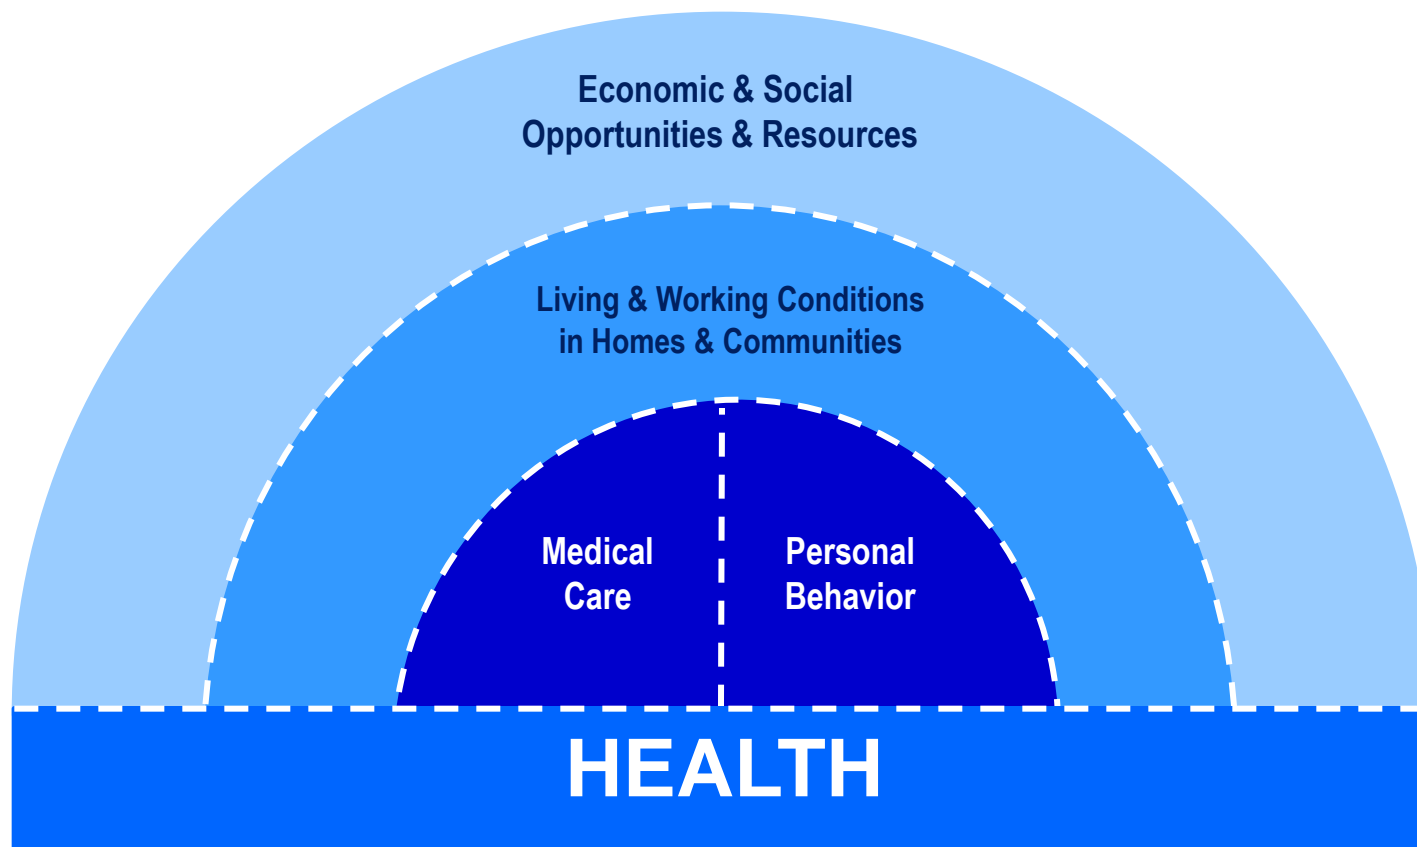 Economic & Social
Opportunities & Resources
Living & Working Conditions
in Homes & Communities
Medical
Care
Personal
Behavior
HEALTH